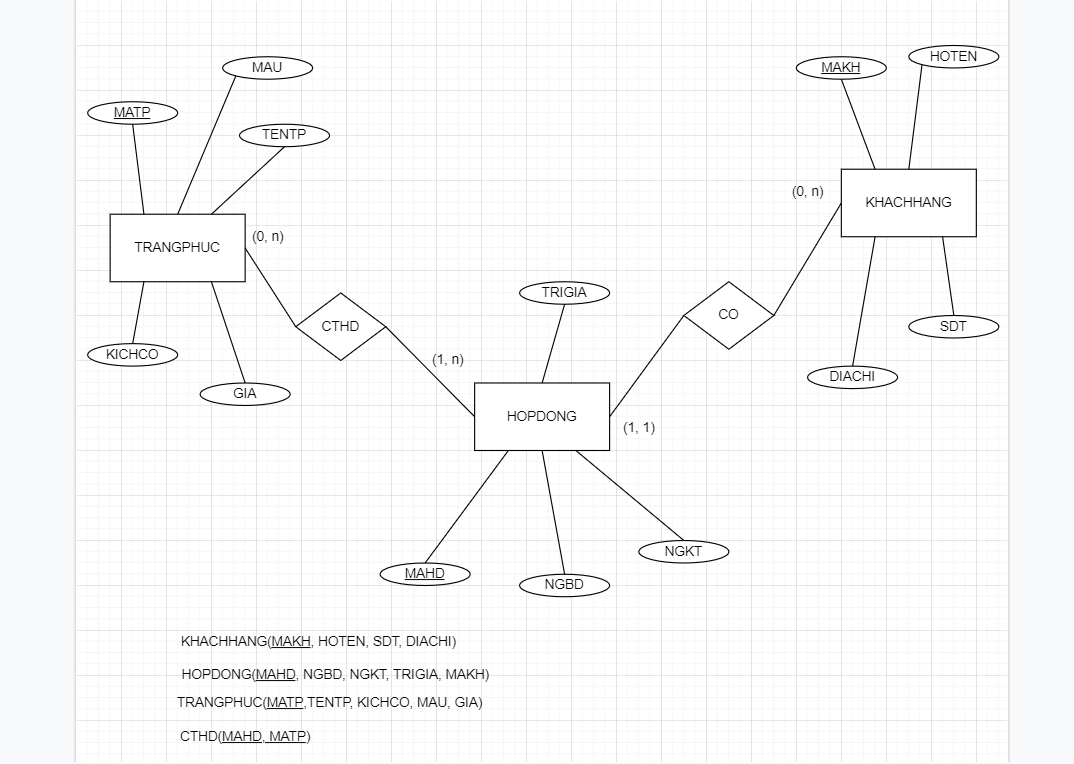 MAU
MAKH
HOTEN
MATP
TENTP
(0, n)
KHACHHANG
(0, n)
TRANGPHUC
TRIGIA
CO
CTHD
SDT
KICHCO
(1, n)
DIACHI
GIA
HOPDONG
(1, 1)
NGKT
MAHD
NGBD
KHACHHANG(MAKH, HOTEN, SDT, DIACHI)
HOPDONG(MAHD, NGBD, NGKT, TRIGIA, MAKH)
TRANGPHUC(MATP,TENTP, KICHCO, MAU, GIA)
CTHD(MAHD, MATP)